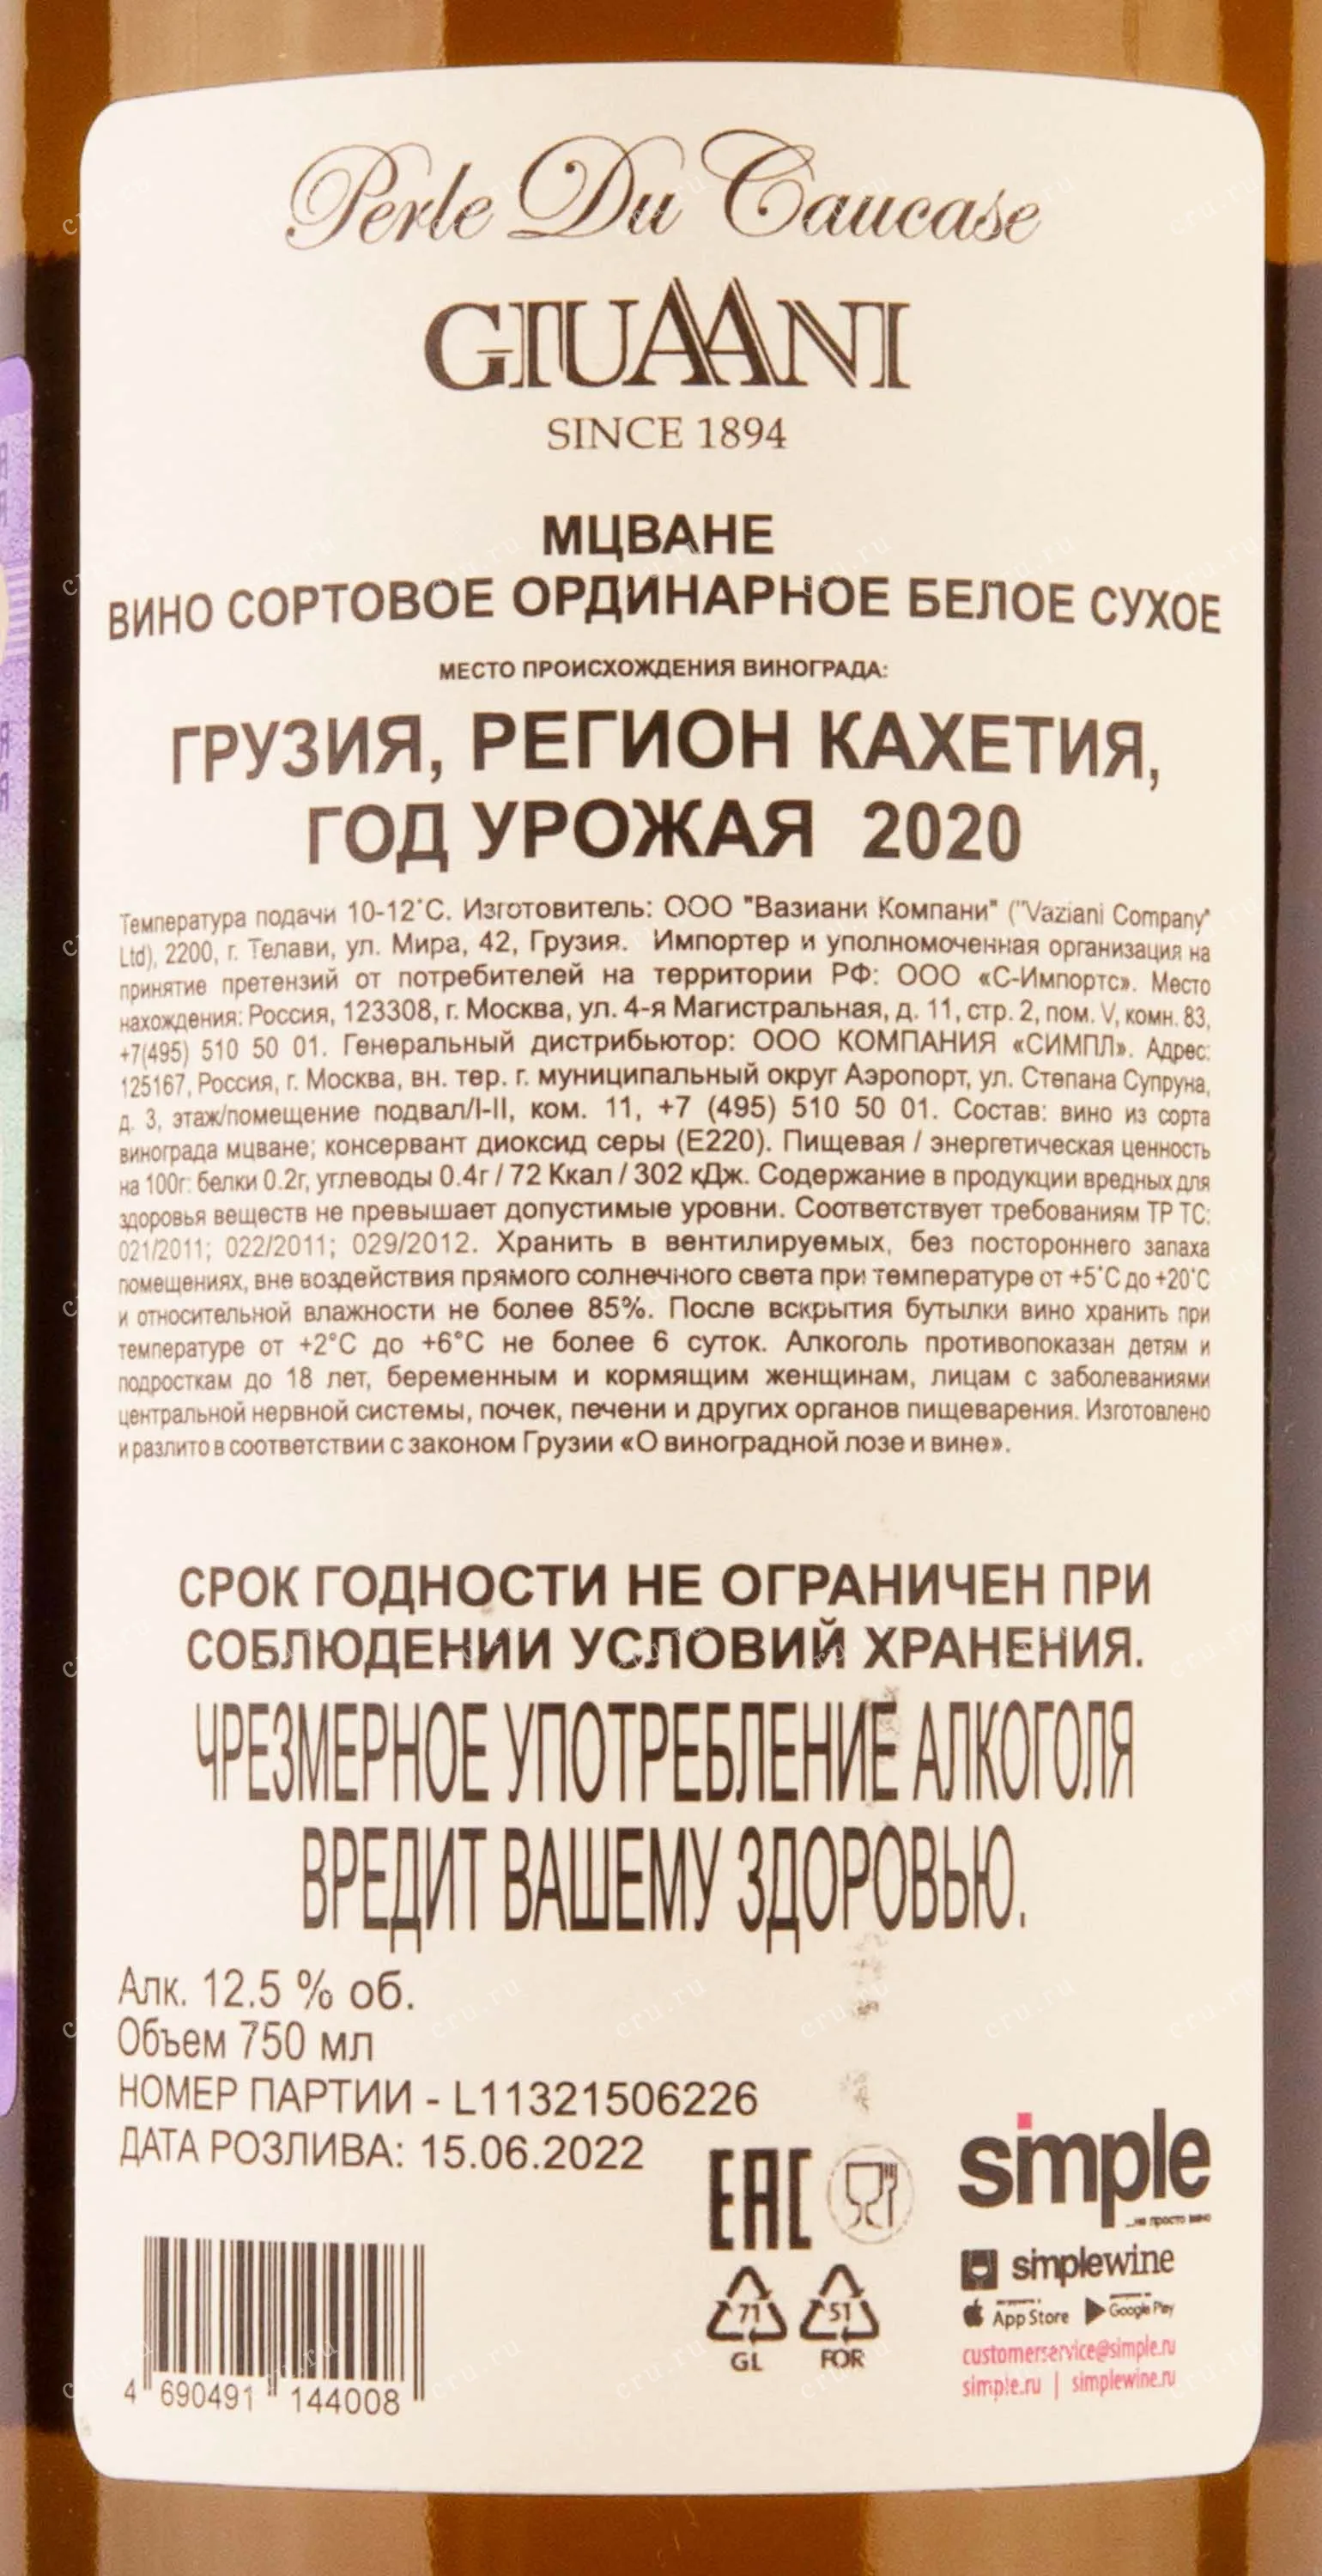 Perle Du Caucase
GIUAANI
SINCE 1894
МЦВАНЕ
ВИНО СОРТОВОЕ ОРДИНАРНОЕ БЕЛОЕ СУХОЕ
МЕСТО ПРОИСХОЖДЕНИЯ ВИНОГРАДА:
ГРУЗИЯ, РЕГИОН КАХЕТИЯ,
ГОД УРОЖАЯ 2020
Температура подачи 10-12°С. Изготовитель: ООО "Вазиани Компани" ("Vaziani Company"
Ltd), 2200, г. Телави, ул. Мира, 42, Грузия. Импортер и уполномоченная организация на
принятие претензий от потребителей на территории РФ: ООО «С-Импортс». Место
нахождения: Россия, 123308, г. Москва, ул. 4-я Магистральная, д. 11, стр. 2, пом. V, комн. 83,
+7(495) 510 50 01. Генеральный дистрибьютор: ООО КОМПАНИЯ «СИМПЛ». Адрес:
125167, Россия, г. Москва, вн. тер. г. муниципальный округ Аэропорт, ул. Степана Супруна,
д. 3, этаж/помещение подвал/I-II, ком. 11, +7 (495) 510 50 01. Состав: вино из сорта
винограда мцване; консервант диоксид серы (Е220). Пищевая / энергетическая ценность
на 100г: белки 0.2г, углеводы 0.4г / 72 Ккал / 302 кДж. Содержание в продукции вредных для
здоровья веществ не превышает допустимые уровни. Соответствует требованиям ТР ТС:
021/2011; 022/2011; 029/2012. Хранить в вентилируемых, без постороннего запаха
помещениях, вне воздействия прямого солнечного света при температуре от +5°С до +20°С
и относительной влажности не более 85%. После вскрытия бутылки вино хранить при
температуре от +2°С до +6°С не более 6 суток. Алкоголь противопоказан детям и
подросткам до 18 лет, беременным и кормящим женщинам, лицам с заболеваниями
центральной нервной системы, почек, печени и других органов пищеварения. Изготовлено
и разлито в соответствии с законом Грузии «О виноградной лозе и вине».
СРОК ГОДНОСТИ НЕ ОГРАНИЧЕН ПРИ
СОБЛЮДЕНИИ УСЛОВИЙ ХРАНЕНИЯ.
ЧРЕЗМЕРНОЕ УПОТРЕБЛЕНИЕ АЛКОГОЛЯ
ВРЕДИТ ВАШЕМУ ЗДОРОВЬЮ.
Алк. 12.5 % об.
Объем 750 мл
НОМЕР ПАРТИИ - L11321506226
ДАТА РОЗЛИВА: 15.06.2022
EAC
simple
...не просто вино
simplewine
App Store Google Play
71 51
GL FOR
customerservice@simple.ru
simple.ru | simplewine.ru
4 690491 144008